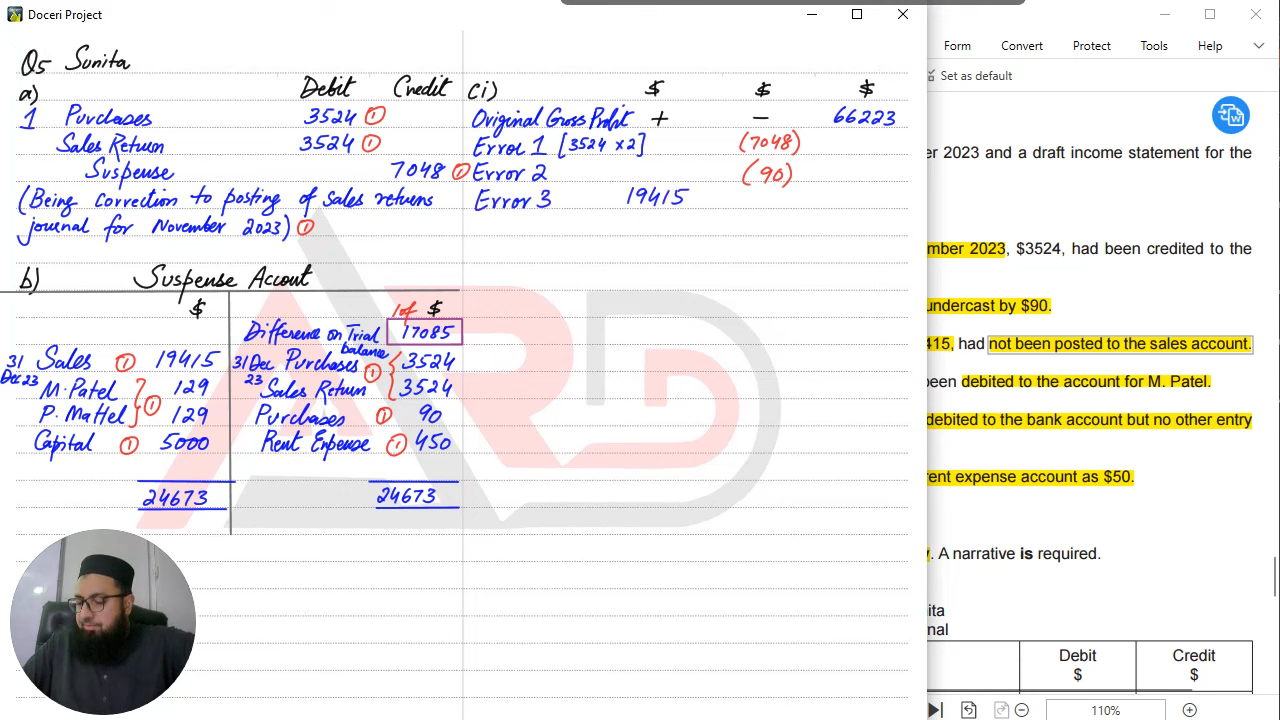 Doceri Project
Q5 Sunita
a)
Debit Credit
1 Purchases 3524 ①
Sales Return 3524 ①
Suspense 7048 ①
(Being correction to posting of sales returns
journal for November 2023) ①
b) Suspense Accout
$
1of $
Difference on Trial balance 17085
31 Dec 23 Sales ① 19415
M. Patel 129
P. Mattel ① 129
Capital ① 5000
24673
31 Dec 23 Purchases 3524
Sales Return ① 3524
Purchases ① 90
Rent Expense ① 450
24673
Ci) $ $ $
Original Gross Profit + - 66223
Error 1 [3524 x2] (7048)
Error 2 (90)
Error 3 19415
ARD
Form Convert Protect Tools Help
Set as default
er 2023 and a draft income statement for the
mber 2023, $3524, had been credited to the
undercast by $90.
415, had not been posted to the sales account.
been debited to the account for M. Patel.
debited to the bank account but no other entry
rent expense account as $50.
y. A narrative is required.
ita
nal
Debit Credit
$ $
110%